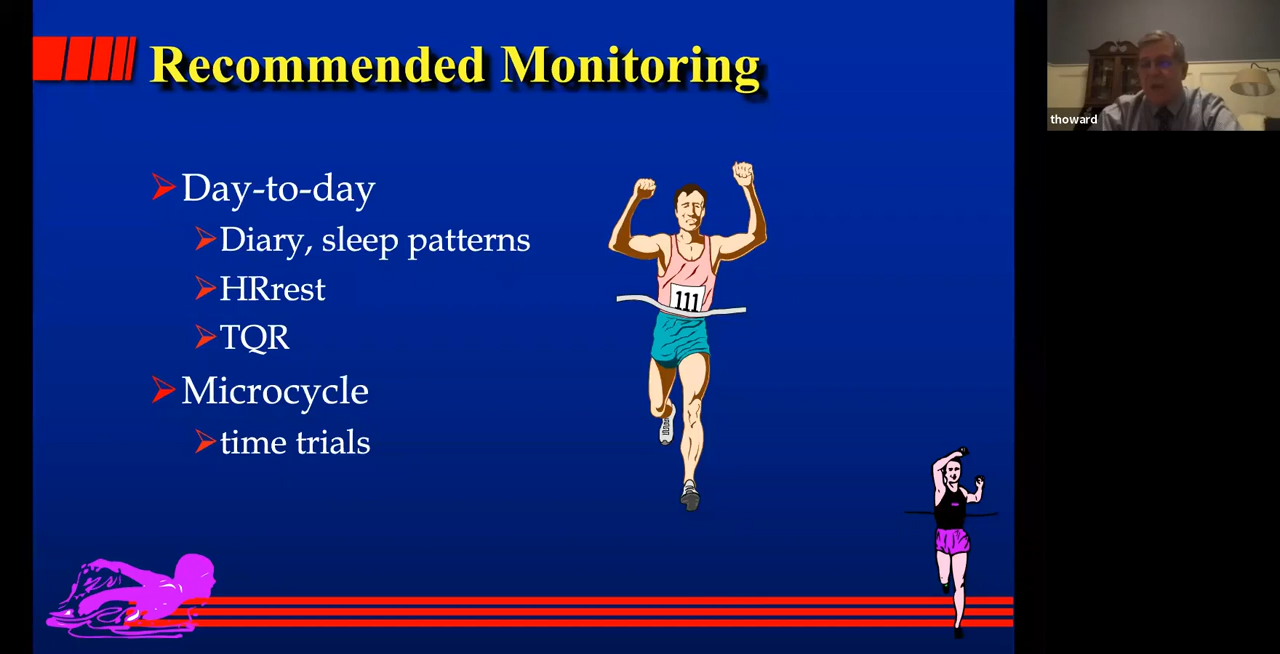 Recommended Monitoring
thoward
Day-to-day
Diary, sleep patterns
HRrest
TQR
111
Microcycle
time trials